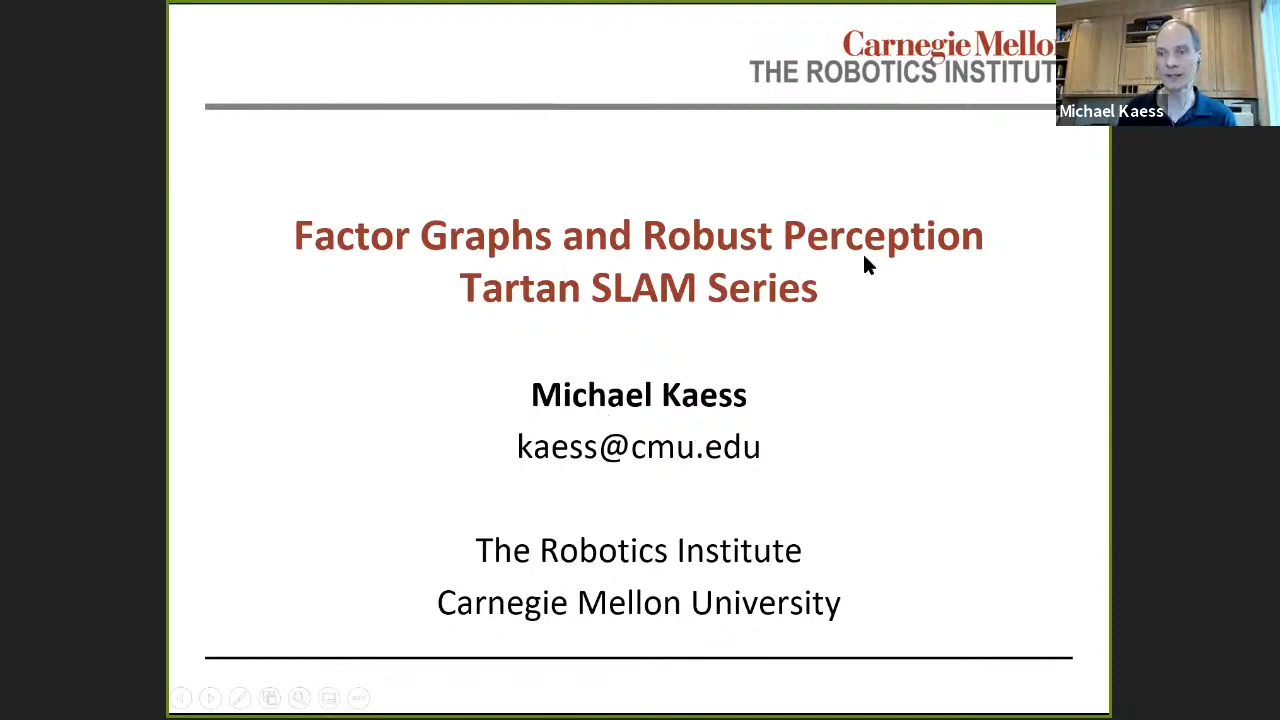 Carnegie Mello
THE ROBOTICS INSTITUT
Michael Kaess
Factor Graphs and Robust Perception
Tartan SLAM Series
Michael Kaess
kaess@cmu.edu
The Robotics Institute
Carnegie Mellon University